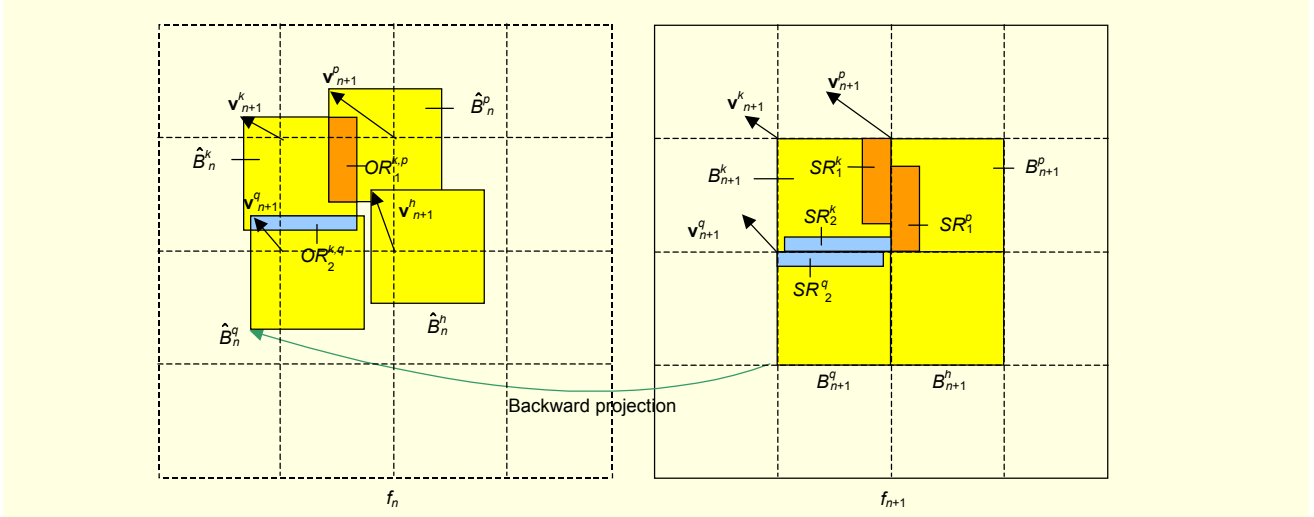 v^p_{n+1}
v^k_{n+1}
B̂^p_n
B̂^k_n
OR^{k,p}_1
v^q_{n+1}
v^h_{n+1}
OR^{k,q}_2
B̂^q_n
B̂^h_n
f_n
v^p_{n+1}
v^k_{n+1}
B^k_{n+1}
SR^k_1
B^p_{n+1}
SR^k_2
SR^p_1
v^q_{n+1}
SR^q_2
B^q_{n+1}
B^h_{n+1}
Backward projection
f_{n+1}